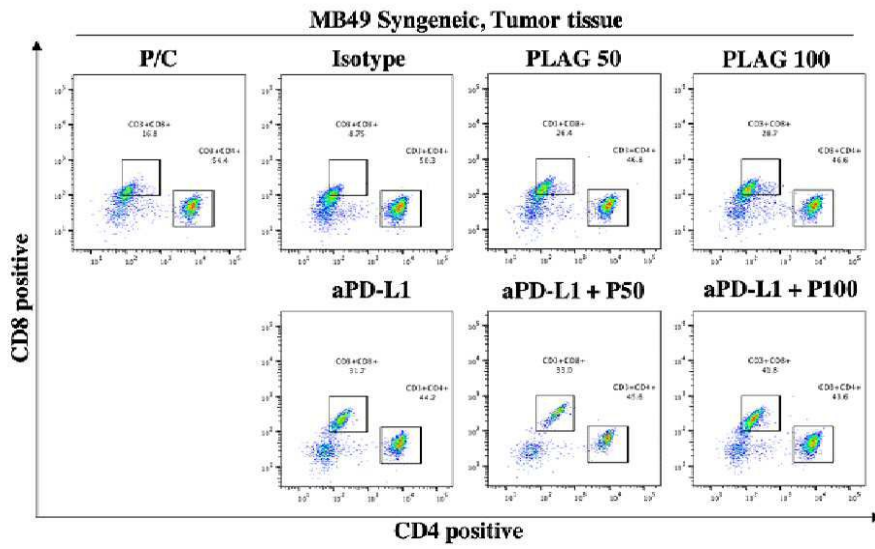 MB49 Syngeneic, Tumor tissue
P/C
Isotype
PLAG 50
PLAG 100
CD3+CD8+
16.8
CD3+CD4+
54.4
CD3+CD8+
8.75
CD3+CD4+
50.3
CD3+CD8+
26.4
CD3+CD4+
46.8
CD3+CD8+
28.7
CD3+CD4+
46.6
aPD-L1
aPD-L1 + P50
aPD-L1 + P100
CD3+CD8+
31.7
CD3+CD4+
44.2
CD3+CD8+
33.0
CD3+CD4+
45.6
CD3+CD8+
40.8
CD3+CD4+
43.6
CD8 positive
CD4 positive